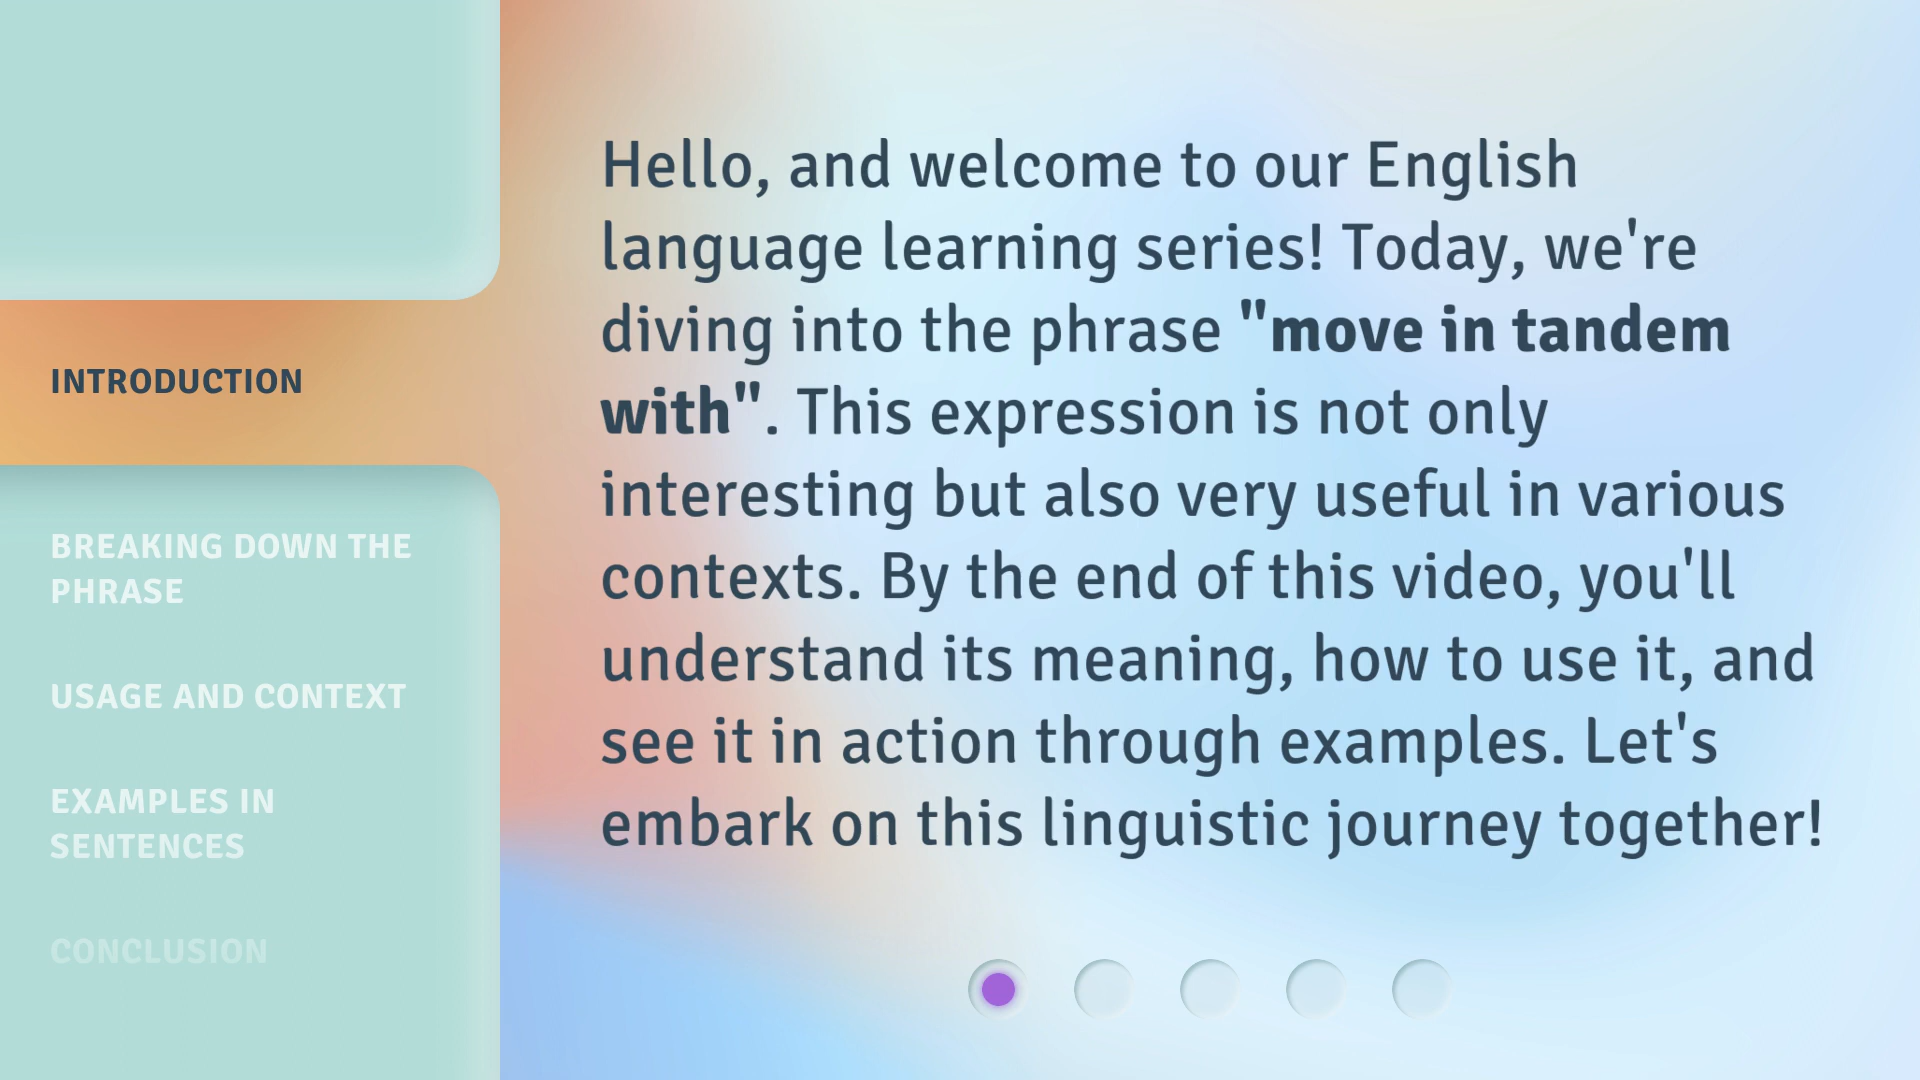 INTRODUCTION
BREAKING DOWN THE
PHRASE
USAGE AND CONTEXT
EXAMPLES IN
SENTENCES
CONCLUSION
Hello, and welcome to our English
language learning series! Today, we're
diving into the phrase "move in tandem
with". This expression is not only
interesting but also very useful in various
contexts. By the end of this video, you'll
understand its meaning, how to use it, and
see it in action through examples. Let's
embark on this linguistic journey together!